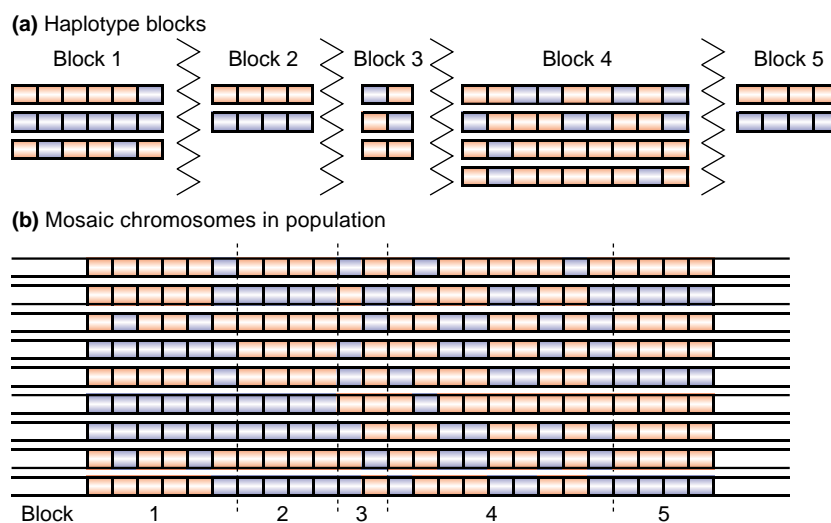 (a) Haplotype blocks
Block 1 Block 2 Block 3 Block 4 Block 5
(b) Mosaic chromosomes in population
Block 1 2 3 4 5